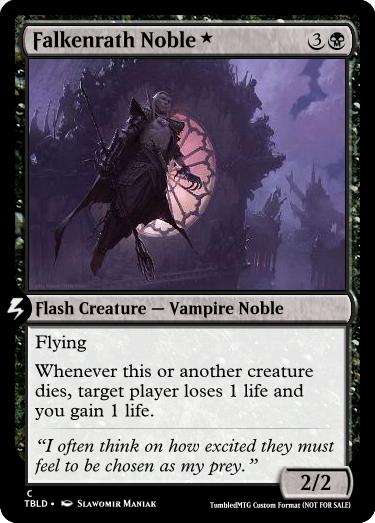 Falkenrath Noble★ 3
Flash Creature — Vampire Noble
Flying
Whenever this or another creature
dies, target player loses 1 life and
you gain 1 life.
“I often think on how excited they must
feel to be chosen as my prey.”
2/2
C
TBLD • Slawomir Maniak
TumbledMTG Custom Format (NOT FOR SALE)